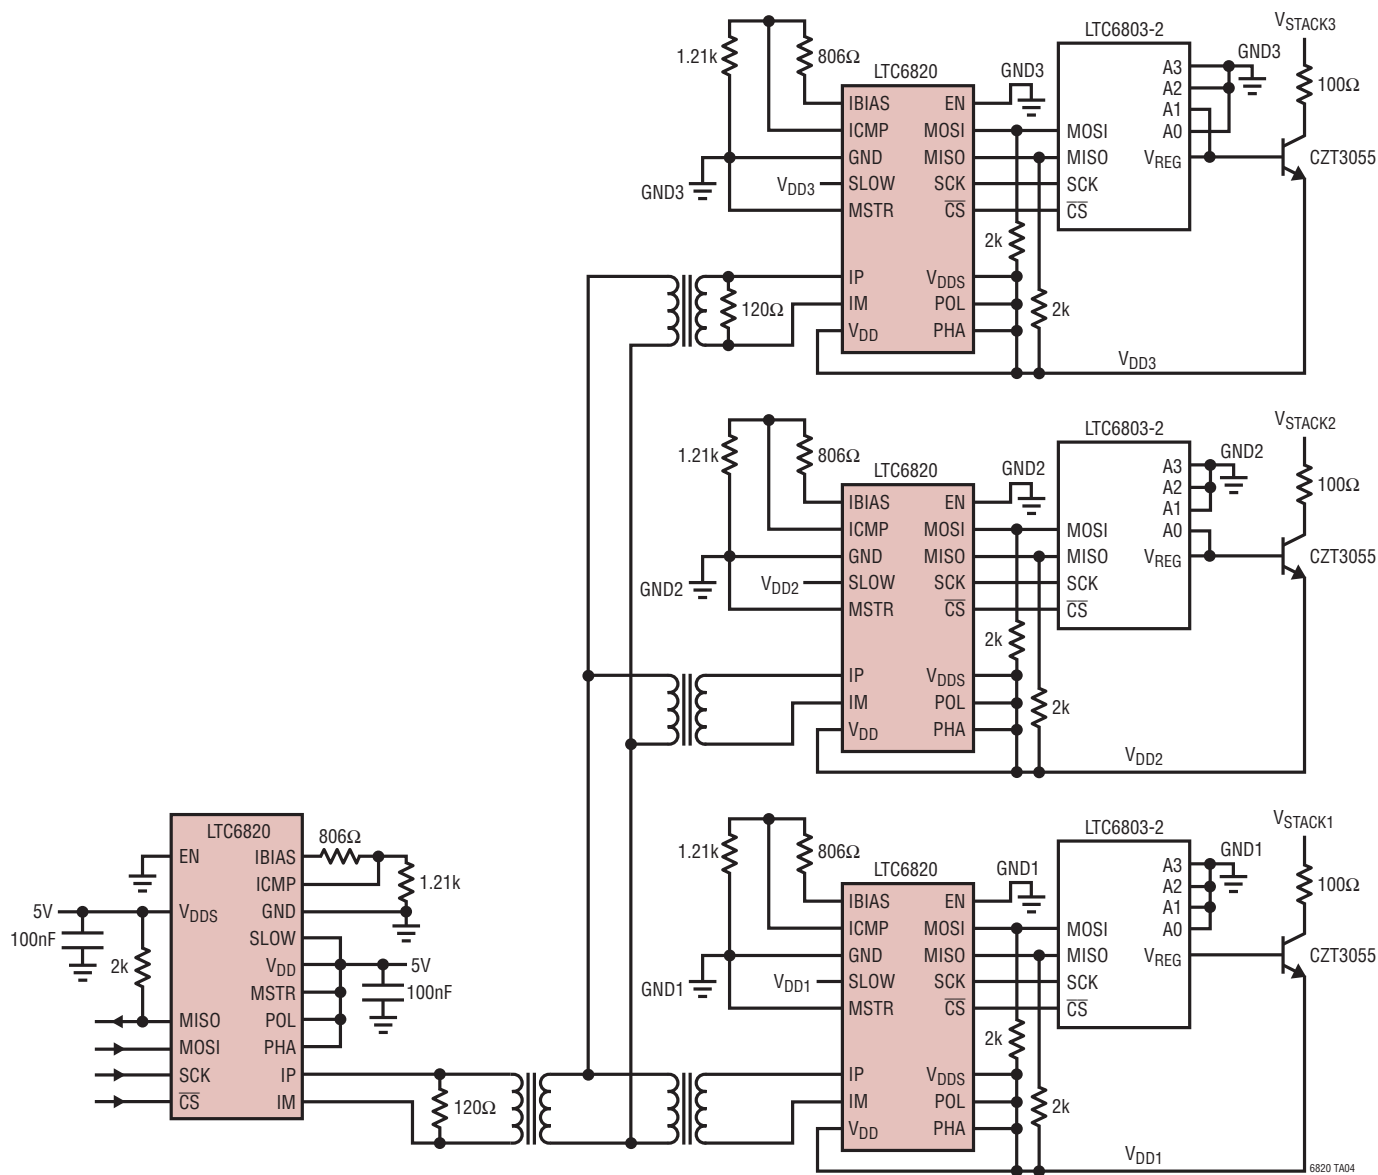 VSTACK3
LTC6803-2
1.21k
806Ω
GND3
100Ω
LTC6820
GND3
A3
A2
A1
A0
VREG
CZT3055
IBIAS
ICMP
GND
SLOW
MSTR
IP
IM
VDD
EN
MOSI
MISO
SCK
CS
VDDS
POL
PHA
MOSI
MISO
SCK
CS
GND3
VDD3
2k
2k
120Ω
VDD3
VSTACK2
LTC6803-2
1.21k
806Ω
GND2
100Ω
LTC6820
GND2
A3
A2
A1
A0
VREG
CZT3055
IBIAS
ICMP
GND
SLOW
MSTR
IP
IM
VDD
EN
MOSI
MISO
SCK
CS
VDDS
POL
PHA
MOSI
MISO
SCK
CS
GND2
VDD2
2k
2k
VDD2
VSTACK1
LTC6803-2
1.21k
806Ω
GND1
100Ω
LTC6820
GND1
A3
A2
A1
A0
VREG
CZT3055
IBIAS
ICMP
GND
SLOW
MSTR
IP
IM
VDD
EN
MOSI
MISO
SCK
CS
VDDS
POL
PHA
MOSI
MISO
SCK
CS
GND1
VDD1
2k
2k
VDD1
LTC6820
806Ω
EN
VDDS
MISO
MOSI
SCK
CS
IBIAS
ICMP
GND
SLOW
VDD
MSTR
POL
PHA
IP
IM
1.21k
5V
100nF
2k
5V
100nF
120Ω
6820 TA04